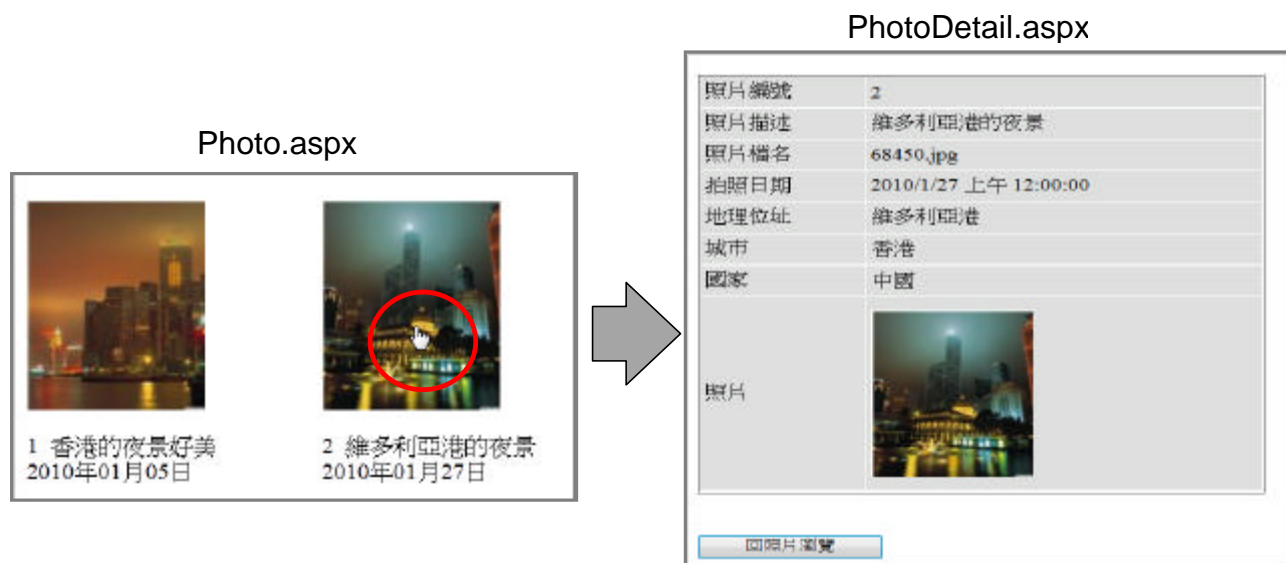 PhotoDetail.aspx
Photo.aspx
1 香港的夜景好美
2010年01月05日
2 維多利亞港的夜景
2010年01月27日
照片編號 2
照片描述 維多利亞港的夜景
照片檔名 68450.jpg
拍照日期 2010/1/27 上午 12:00:00
地理位址 維多利亞港
城市 香港
國家 中國
照片
回照片瀏覽